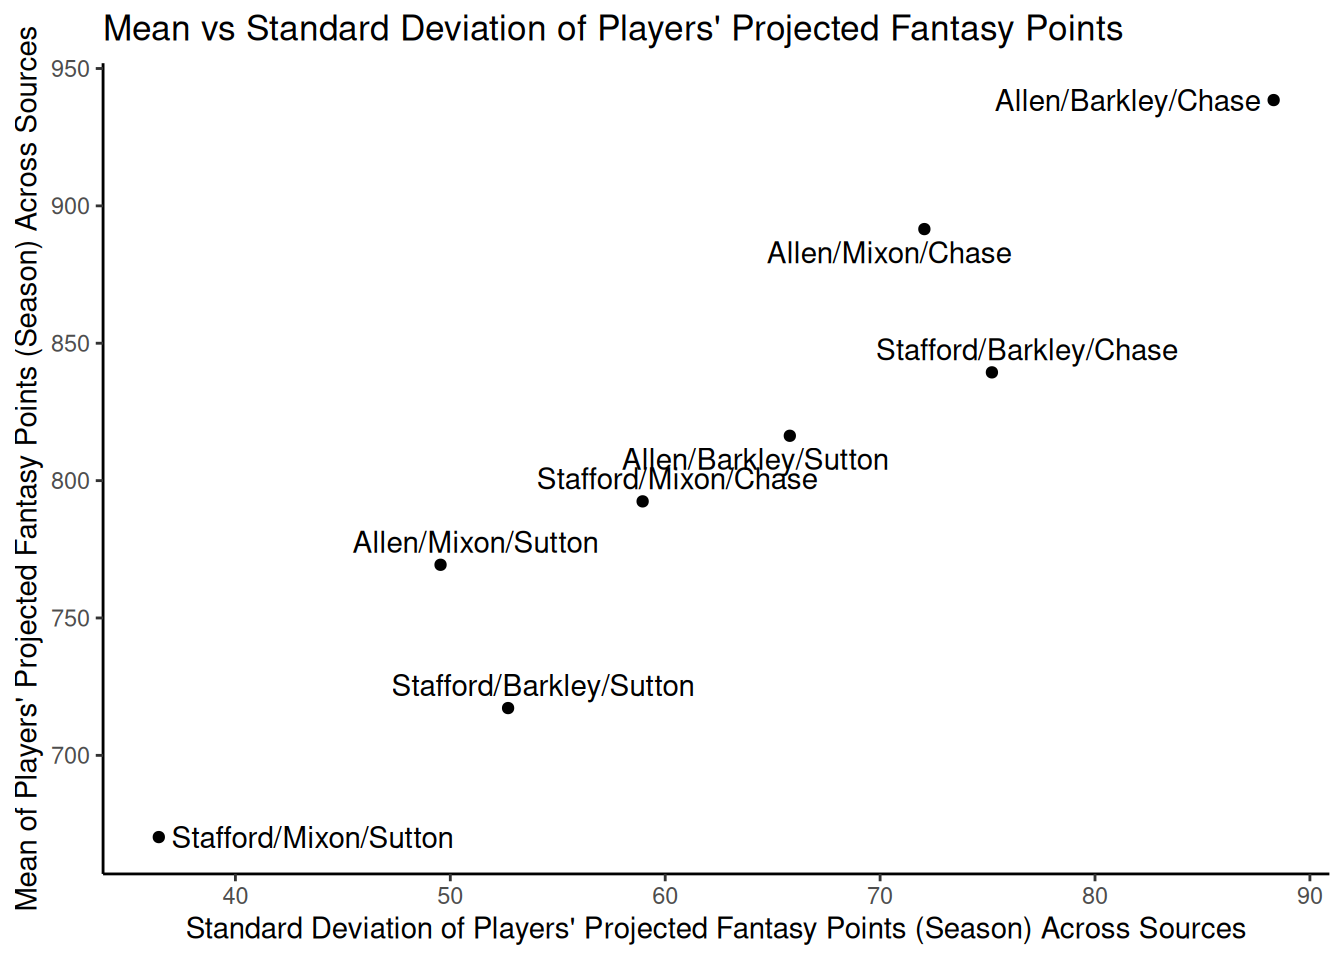 Mean vs Standard Deviation of Players' Projected Fantasy Points
Mean of Players' Projected Fantasy Points (Season) Across Sources
950
900
850
800
750
700
Allen/Barkley/Chase
Allen/Mixon/Chase
Stafford/Barkley/Chase
Allen/Barkley/Sutton
Stafford/Mixon/Chase
Allen/Mixon/Sutton
Stafford/Barkley/Sutton
Stafford/Mixon/Sutton
40 50 60 70 80 90
Standard Deviation of Players' Projected Fantasy Points (Season) Across Sources